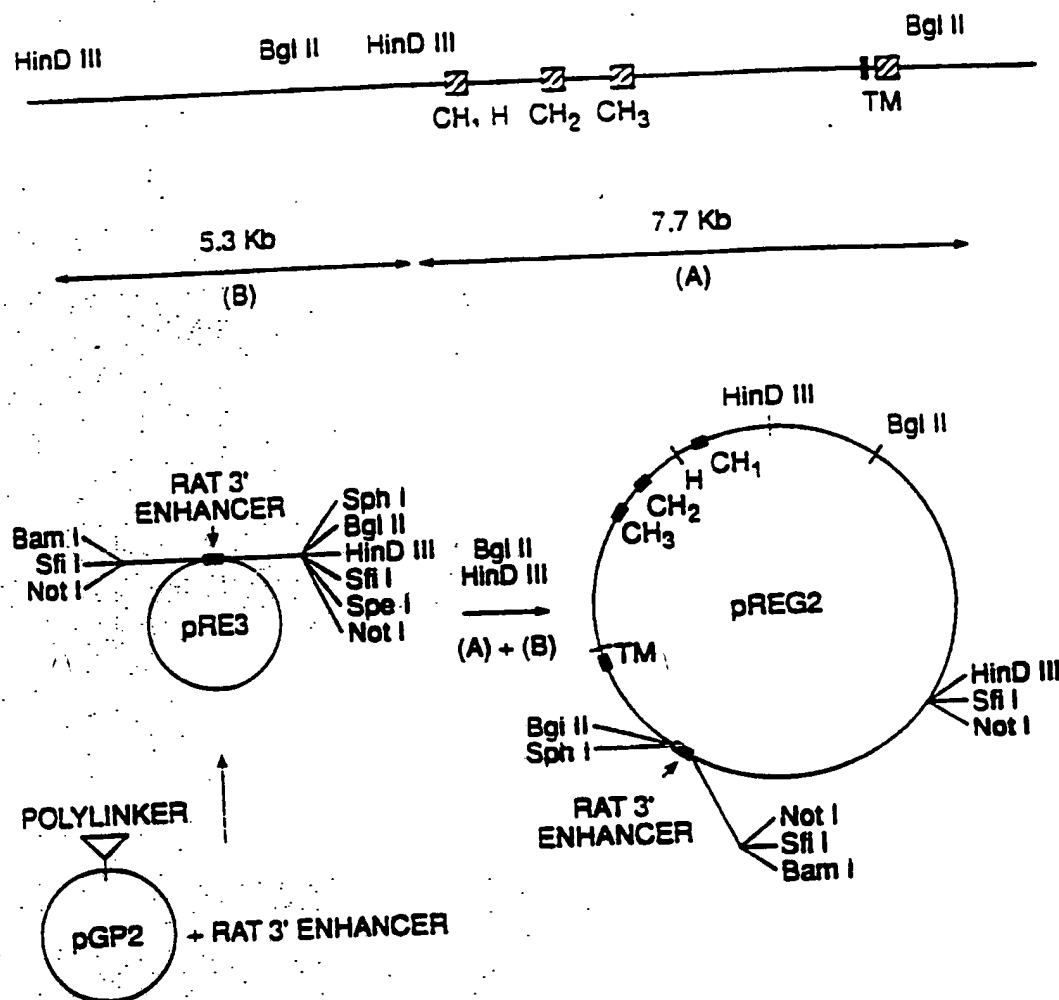 HinD III
Bgl II
HinD III
Bgl II
CH1 H CH2 CH3
TM
5.3 Kb
(B)
7.7 Kb
(A)
RAT 3'
ENHANCER
Bam I
Sfi I
Not I
Sph I
Bgl II
HinD III
Sfi I
Spe I
Not I
pRE3
Bgl II
HinD III
(A) + (B)
HinD III
Bgl II
CH1
H
CH2
CH3
pREG2
TM
HinD III
Sfi I
Not I
Bgl II
Sph I
RAT 3'
ENHANCER
Not I
Sfi I
Bam I
POLYLINKER
pGP2
+ RAT 3' ENHANCER